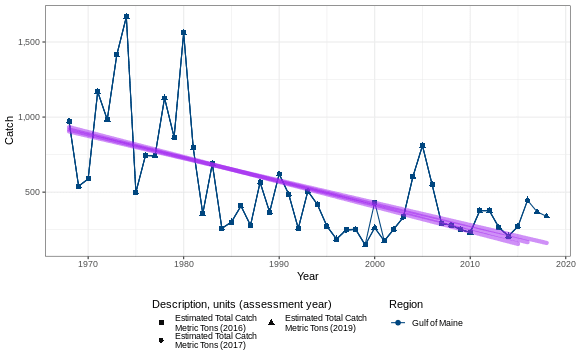 1,500
1,000
500
Catch
1970
1980
1990
2000
2010
2020
Year
Description, units (assessment year)
Estimated Total Catch
Metric Tons (2016)
Estimated Total Catch
Metric Tons (2017)
Estimated Total Catch
Metric Tons (2019)
Region
Gulf of Maine